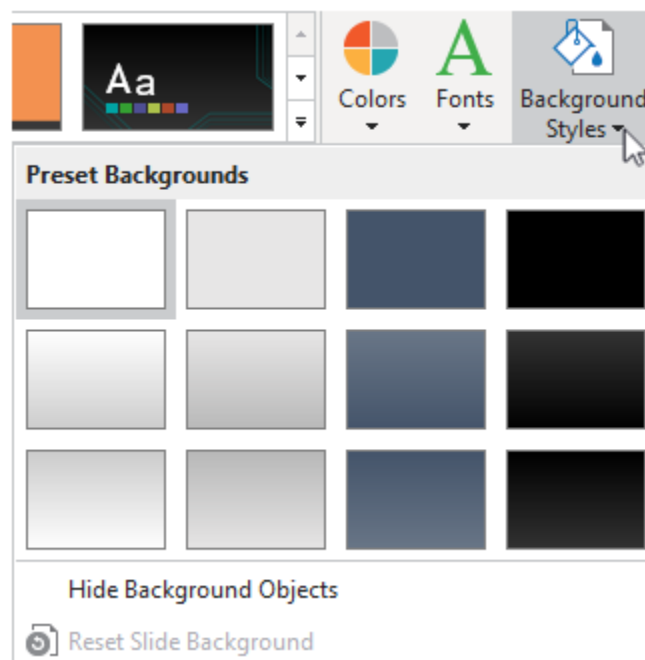 Aa
Colors
Fonts
Background
Styles
Preset Backgrounds
Hide Background Objects
Reset Slide Background